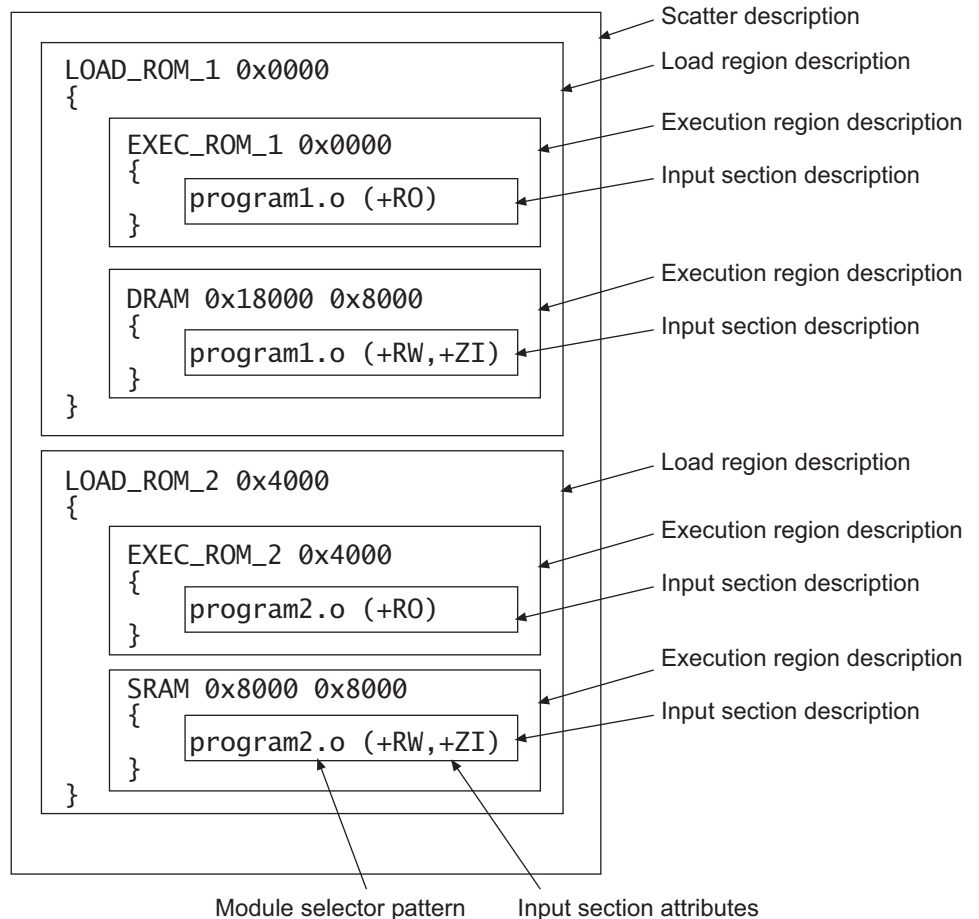 Scatter description
LOAD_ROM_1 0x0000
Load region description
{
EXEC_ROM_1 0x0000
Execution region description
{
program1.o (+RO)
Input section description
}
DRAM 0x18000 0x8000
Execution region description
{
program1.o (+RW,+ZI)
Input section description
}
}
LOAD_ROM_2 0x4000
Load region description
{
EXEC_ROM_2 0x4000
Execution region description
{
program2.o (+RO)
Input section description
}
SRAM 0x8000 0x8000
Execution region description
{
program2.o (+RW,+ZI)
Input section description
}
}
Module selector pattern
Input section attributes